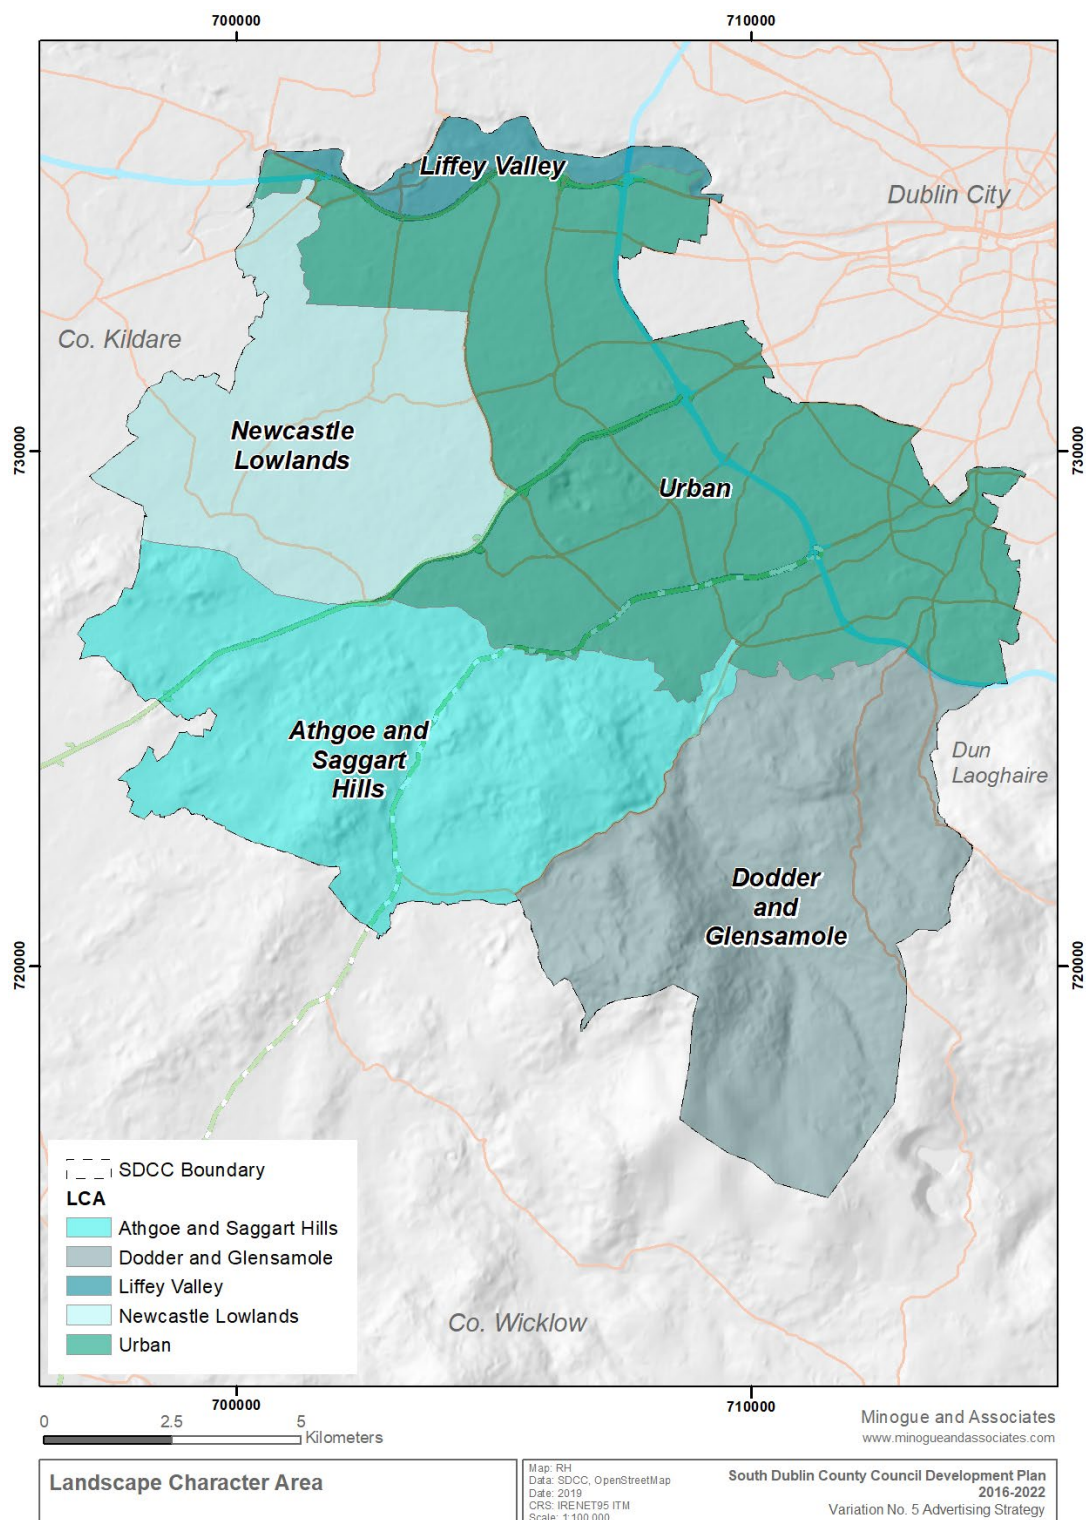 700000
710000
Liffey Valley
Dublin City
Co. Kildare
730000
Newcastle
Lowlands
Urban
730000
Athgoe and
Saggart
Hills
Dun
Laoghaire
Dodder
and
Glensamole
720000
720000
SDCC Boundary
LCA
Athgoe and Saggart Hills
Dodder and Glensamole
Liffey Valley
Newcastle Lowlands
Urban
Co. Wicklow
700000
710000
0 2.5 5
Kilometers
Minogue and Associates
www.minogueandassociates.com
Landscape Character Area
Map: RH
Data: SDCC, OpenStreetMap
Date: 2019
CRS: IRENET95 ITM
Scale: 1:100,000
South Dublin County Council Development Plan
2016-2022
Variation No. 5 Advertising Strategy